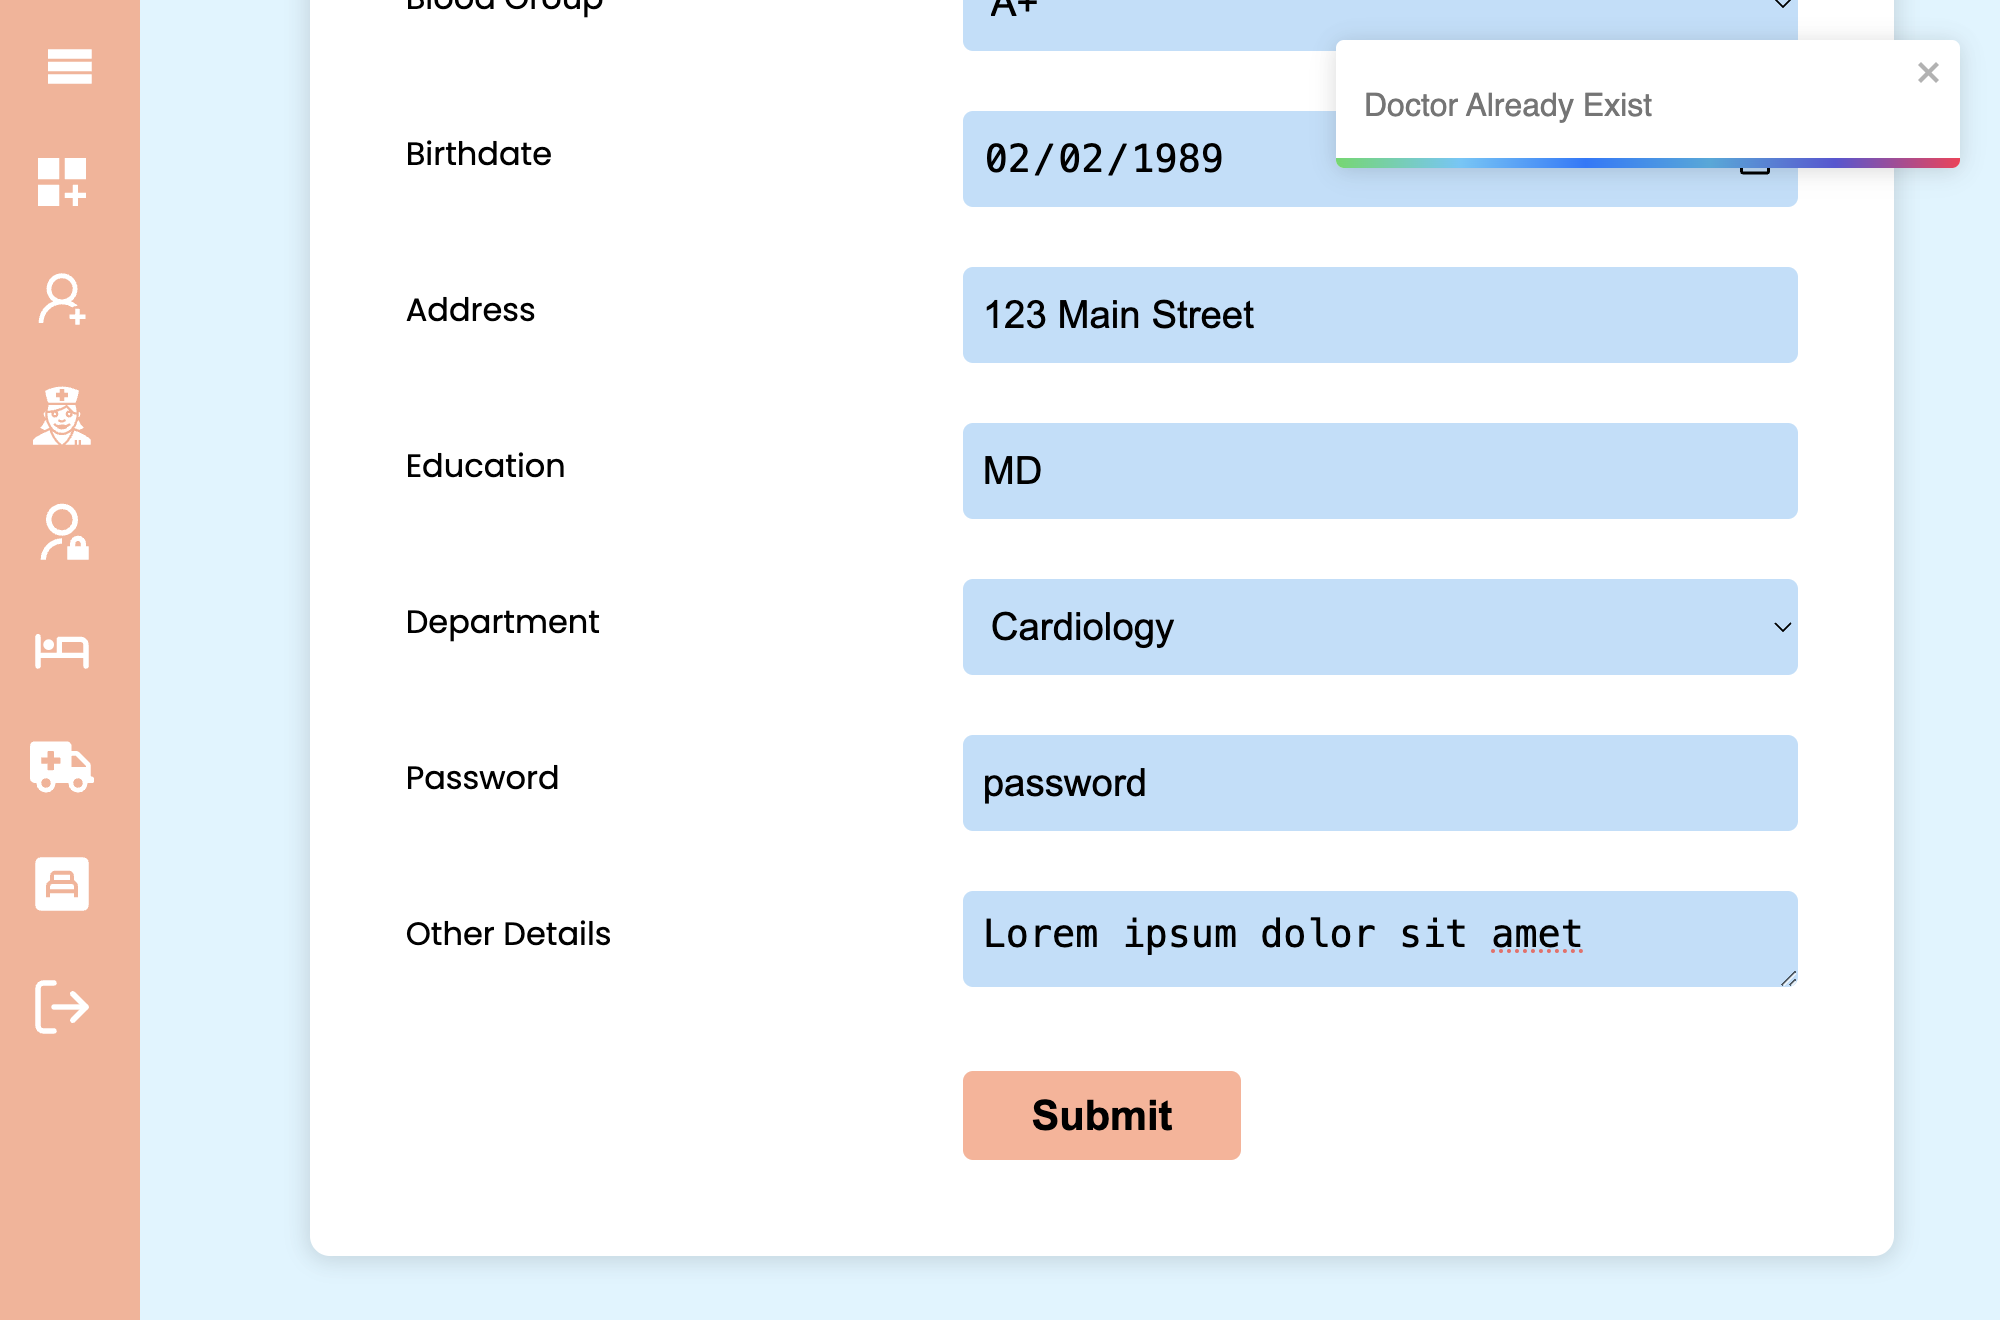 Blood Group
A+
Doctor Already Exist
Birthdate
02/02/1989
Address
123 Main Street
Education
MD
Department
Cardiology
Password
password
Other Details
Lorem ipsum dolor sit amet
Submit